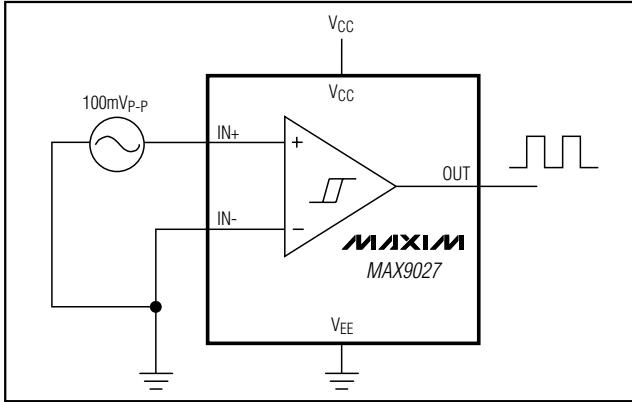 VCC
VCC
100mVP-P
IN+
+
OUT
IN-
−
MAXIM
MAX9027
VEE